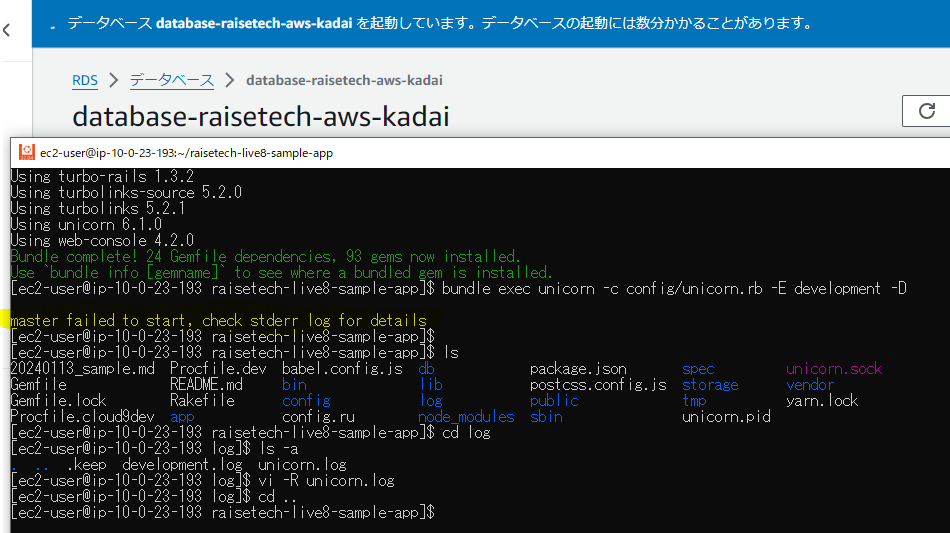 データベース database-raisetech-aws-kadai を起動しています。データベースの起動には数分かかることがあります。
RDS > データベース > database-raisetech-aws-kadai
database-raisetech-aws-kadai
ec2-user@ip-10-0-23-193:~/raisetech-live8-sample-app
Using turbo-rails 1.3.2
Using turbolinks-source 5.2.0
Using turbolinks 5.2.1
Using unicorn 6.1.0
Using web-console 4.2.0
Bundle complete! 24 Gemfile dependencies, 93 gems now installed.
Use `bundle info [gemname]` to see where a bundled gem is installed.
[ec2-user@ip-10-0-23-193 raisetech-live8-sample-app]$ bundle exec unicorn -c config/unicorn.rb -E development -D
master failed to start, check stderr log for details
[ec2-user@ip-10-0-23-193 raisetech-live8-sample-app]$
[ec2-user@ip-10-0-23-193 raisetech-live8-sample-app]$ ls
20240113_sample.md Procfile.dev babel.config.js db package.json spec unicorn.sock
Gemfile README.md bin lib postcss.config.js storage vendor
Gemfile.lock Rakefile config log public tmp yarn.lock
Procfile.cloud9dev app config.ru node_modules sbin unicorn.pid
[ec2-user@ip-10-0-23-193 raisetech-live8-sample-app]$ cd log
[ec2-user@ip-10-0-23-193 log]$ ls -a
. .. .keep development.log unicorn.log
[ec2-user@ip-10-0-23-193 log]$ vi -R unicorn.log
[ec2-user@ip-10-0-23-193 log]$ cd ..
[ec2-user@ip-10-0-23-193 raisetech-live8-sample-app]$